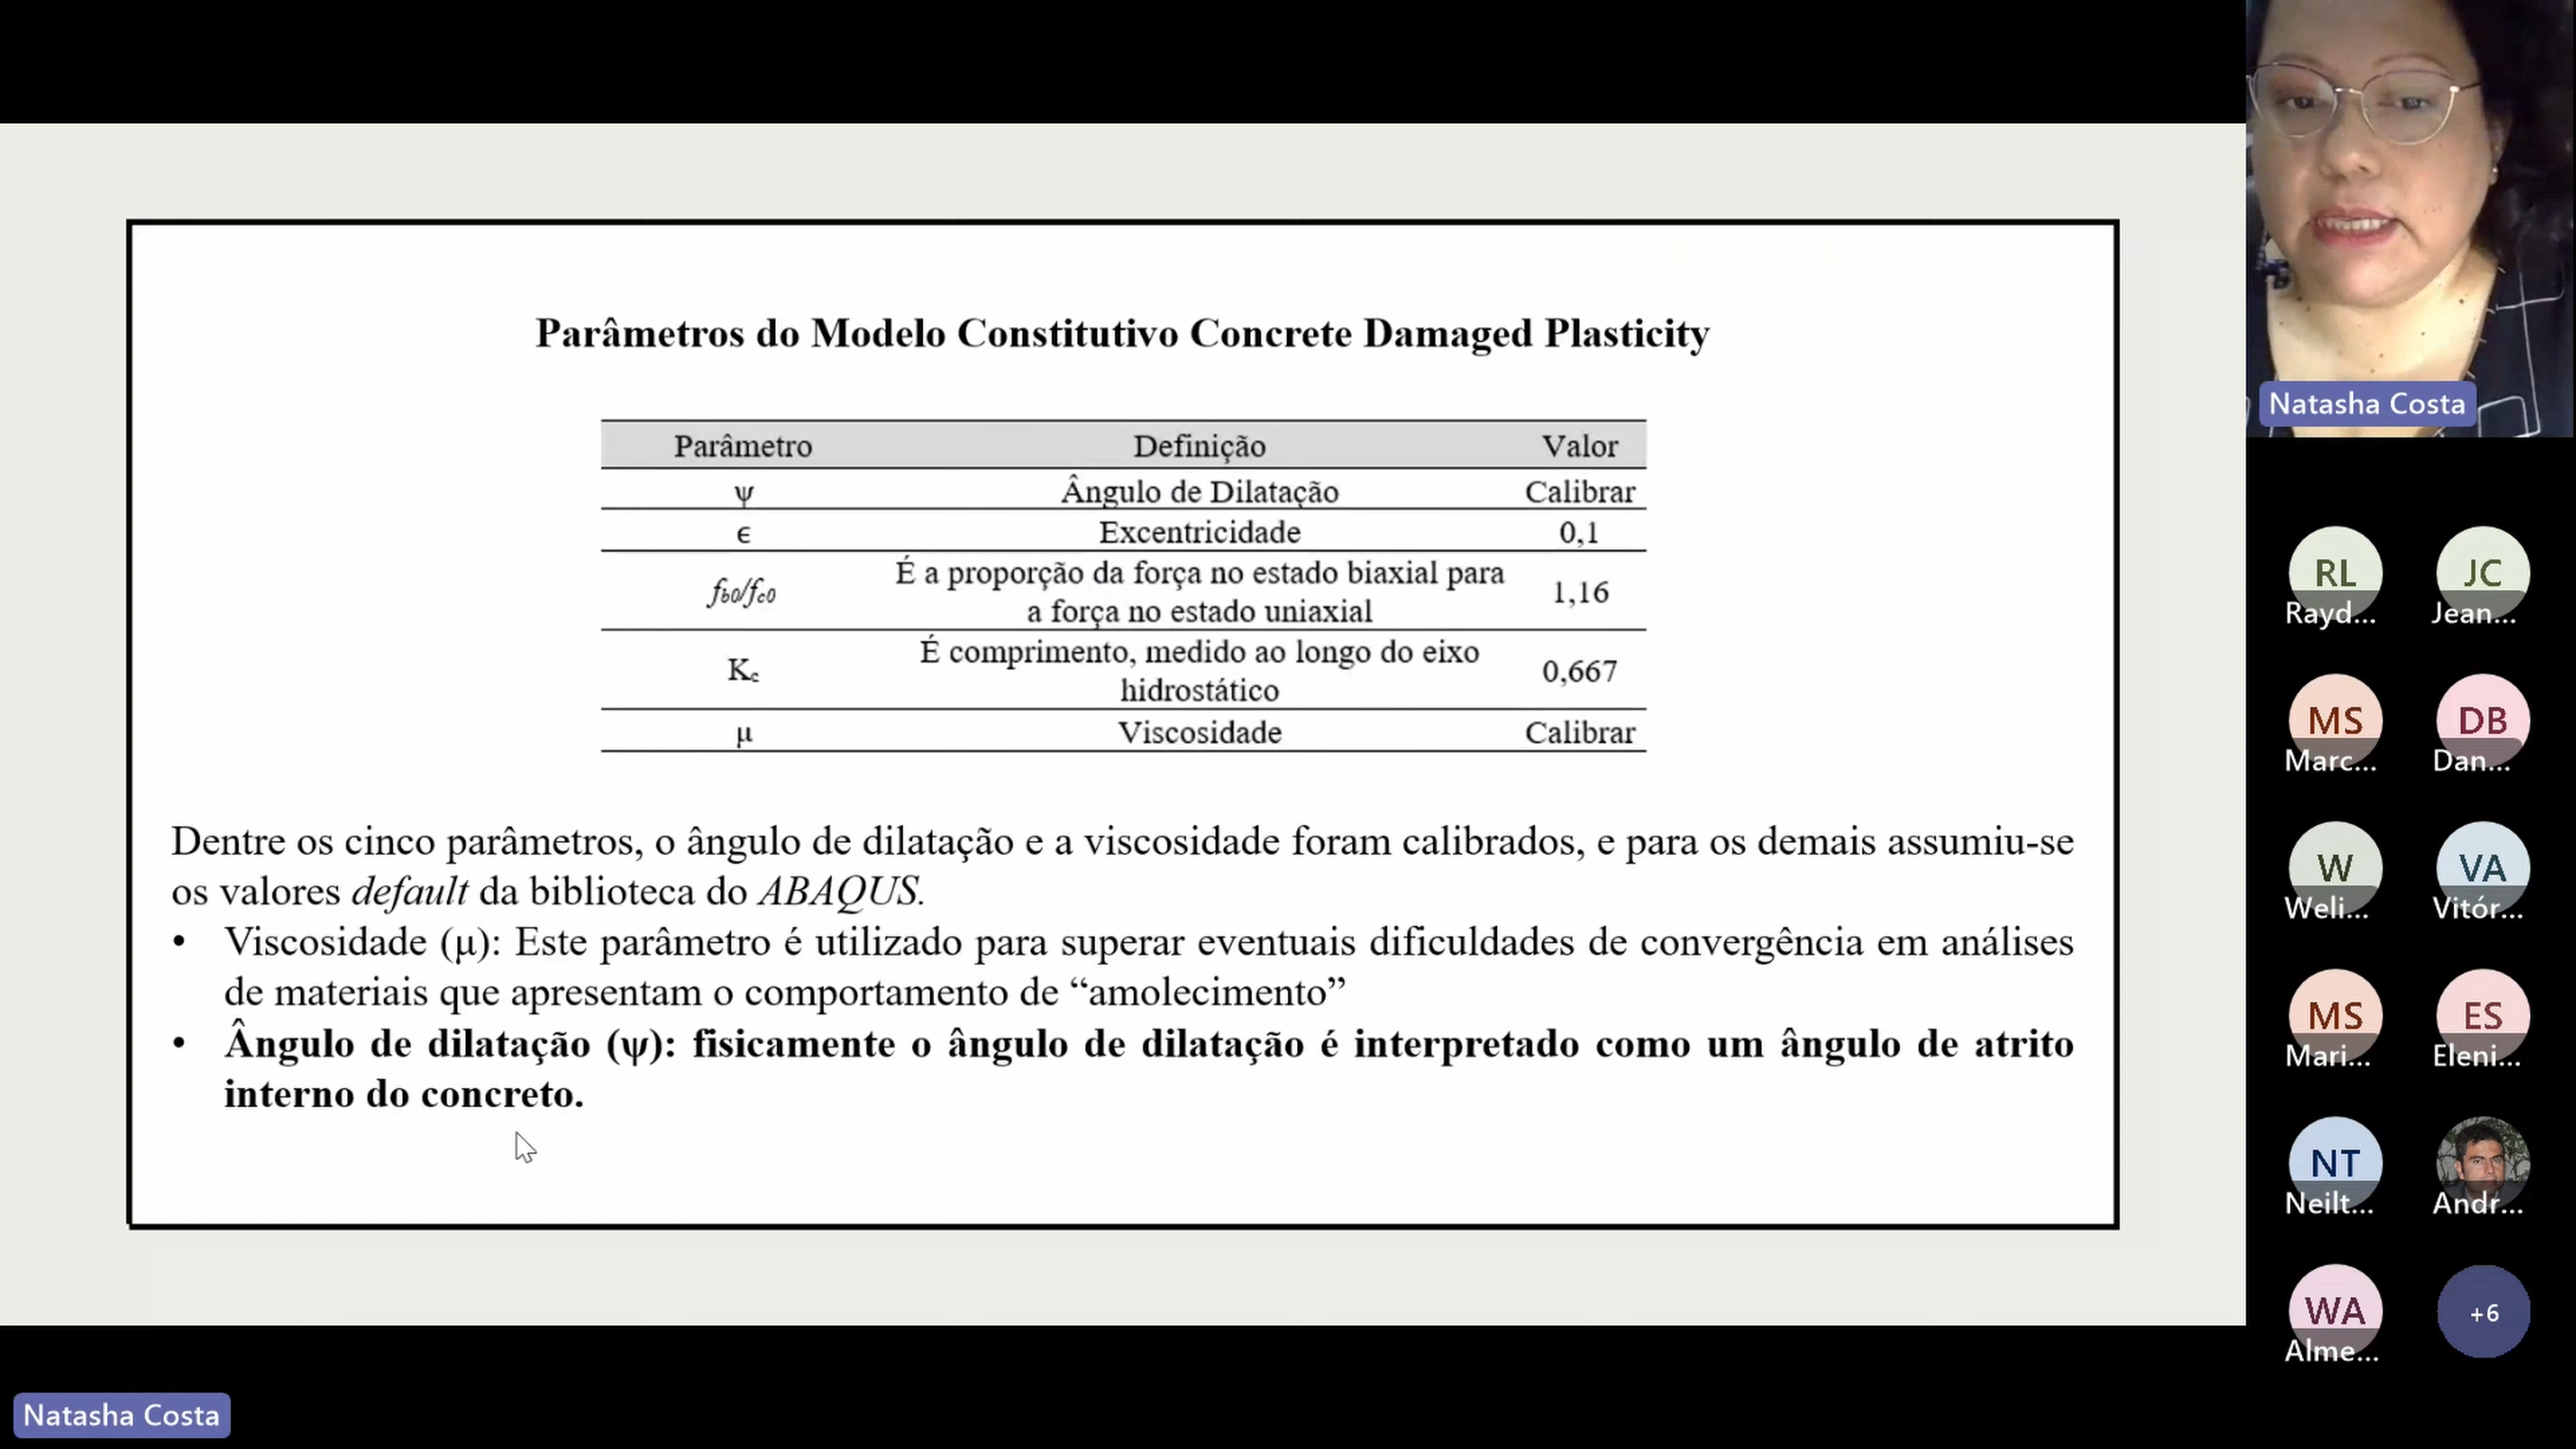 Parâmetros do Modelo Constitutivo Concrete Damaged Plasticity
Parâmetro Definição Valor
ψ Ângulo de Dilatação Calibrar
ϵ Excentricidade 0,1
fb0/fc0 É a proporção da força no estado biaxial para a força no estado uniaxial 1,16
Kc É comprimento, medido ao longo do eixo hidrostático 0,667
μ Viscosidade Calibrar
Dentre os cinco parâmetros, o ângulo de dilatação e a viscosidade foram calibrados, e para os demais assumiu-se
os valores default da biblioteca do ABAQUS.
• Viscosidade (μ): Este parâmetro é utilizado para superar eventuais dificuldades de convergência em análises
de materiais que apresentam o comportamento de “amolecimento”
• Ângulo de dilatação (ψ): fisicamente o ângulo de dilatação é interpretado como um ângulo de atrito
interno do concreto.
Natasha Costa
Natasha Costa
RL JC
Rayd... Jean...
MS DB
Marc... Dan...
W VA
Weli... Vitór...
MS ES
Mari... Eleni...
NT
Neilt... Andr...
WA +6
Alme...